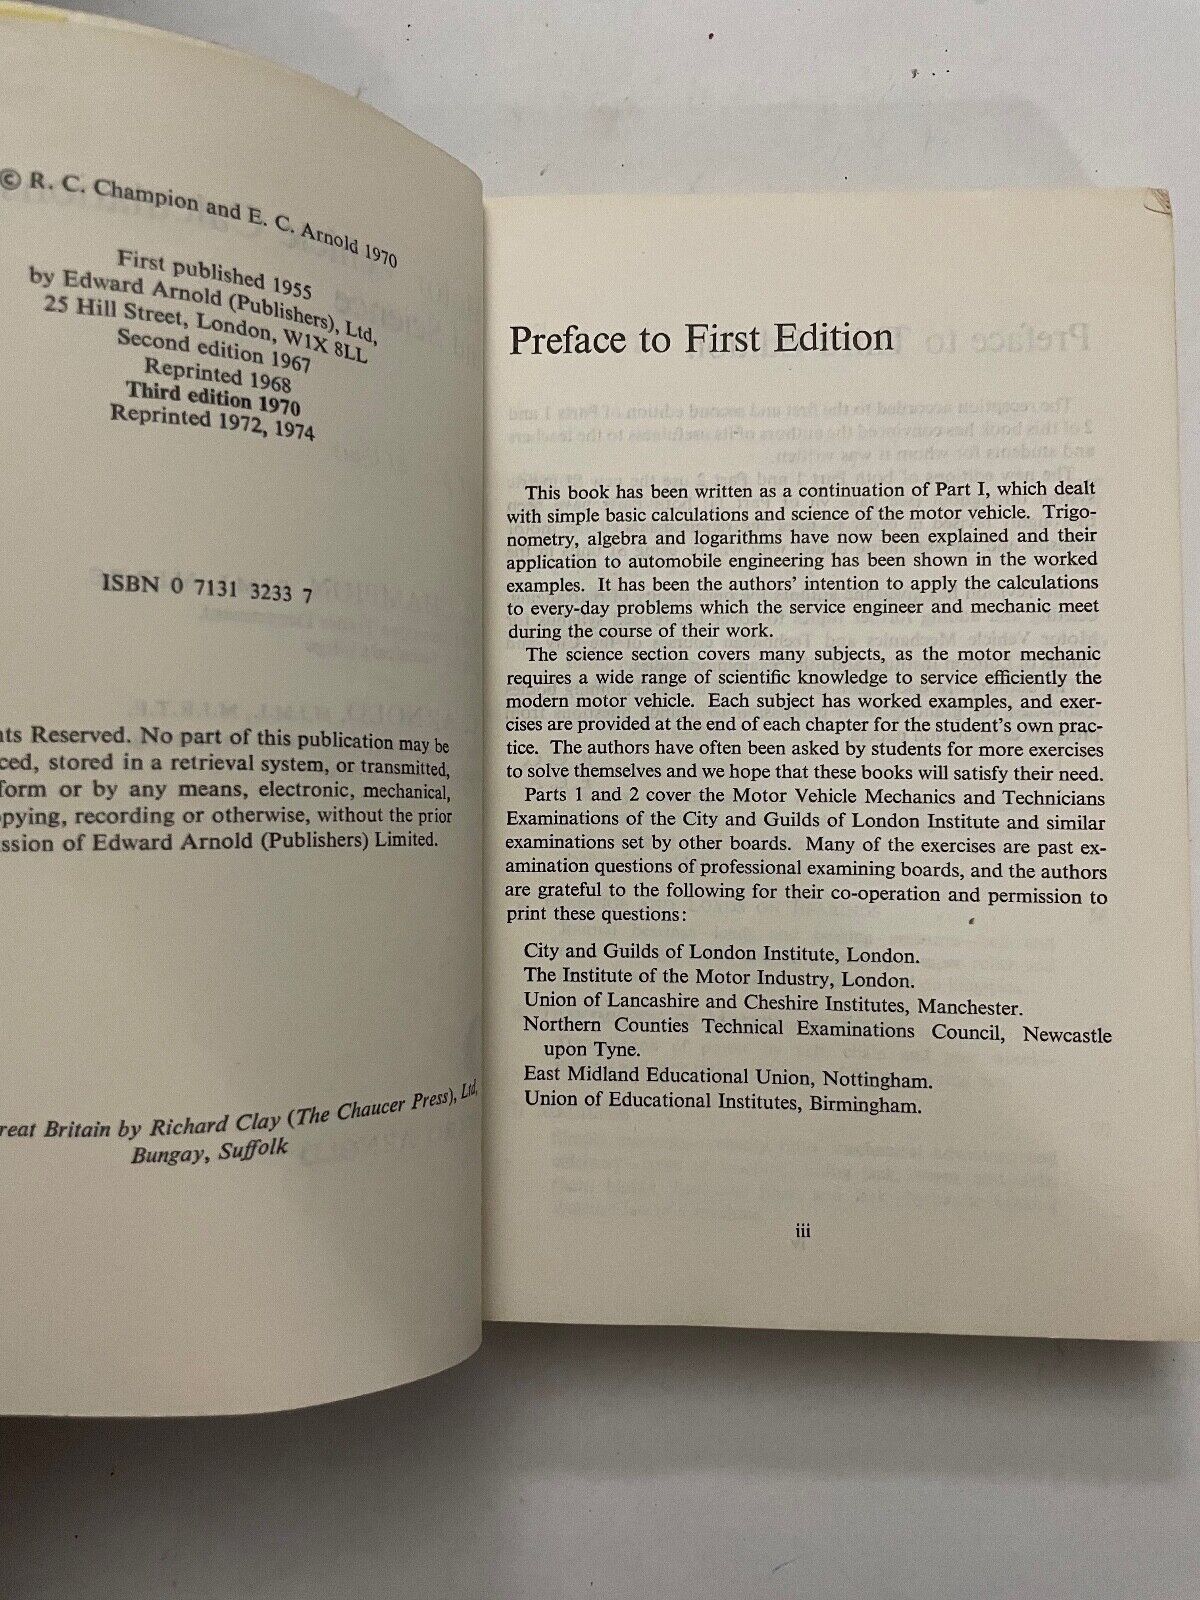 © R. C. Champion and E. C. Arnold 1970
First published 1955
by Edward Arnold (Publishers), Ltd,
25 Hill Street, London, W1X 8LL
Second edition 1967
Reprinted 1968
Third edition 1970
Reprinted 1972, 1974
ISBN 0 7131 3233 7
Reserved. No part of this publication may be
stored in a retrieval system, or transmitted,
form or by any means, electronic, mechanical,
recording or otherwise, without the prior
of Edward Arnold (Publishers) Limited.
Britain by Richard Clay (The Chaucer Press), Ltd,
Bungay, Suffolk
Preface to First Edition
This book has been written as a continuation of Part I, which dealt
with simple basic calculations and science of the motor vehicle. Trigo-
nometry, algebra and logarithms have now been explained and their
application to automobile engineering has been shown in the worked
examples. It has been the authors' intention to apply the calculations
to every-day problems which the service engineer and mechanic meet
during the course of their work.
The science section covers many subjects, as the motor mechanic
requires a wide range of scientific knowledge to service efficiently the
modern motor vehicle. Each subject has worked examples, and exer-
cises are provided at the end of each chapter for the student's own prac-
tice. The authors have often been asked by students for more exercises
to solve themselves and we hope that these books will satisfy their need.
Parts 1 and 2 cover the Motor Vehicle Mechanics and Technicians
Examinations of the City and Guilds of London Institute and similar
examinations set by other boards. Many of the exercises are past ex-
amination questions of professional examining boards, and the authors
are grateful to the following for their co-operation and permission to
print these questions:
City and Guilds of London Institute, London.
The Institute of the Motor Industry, London.
Union of Lancashire and Cheshire Institutes, Manchester.
Northern Counties Technical Examinations Council, Newcastle
upon Tyne.
East Midland Educational Union, Nottingham.
Union of Educational Institutes, Birmingham.
iii